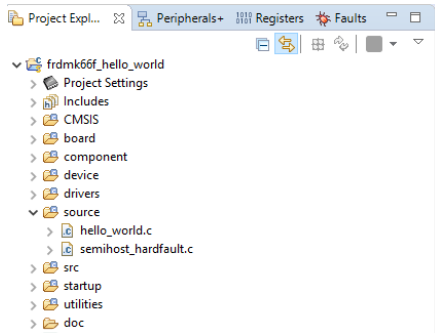 Project Expl... Peripherals+ Registers Faults
frdmk66f_hello_world
Project Settings
Includes
CMSIS
board
component
device
drivers
source
hello_world.c
semihost_hardfault.c
src
startup
utilities
doc